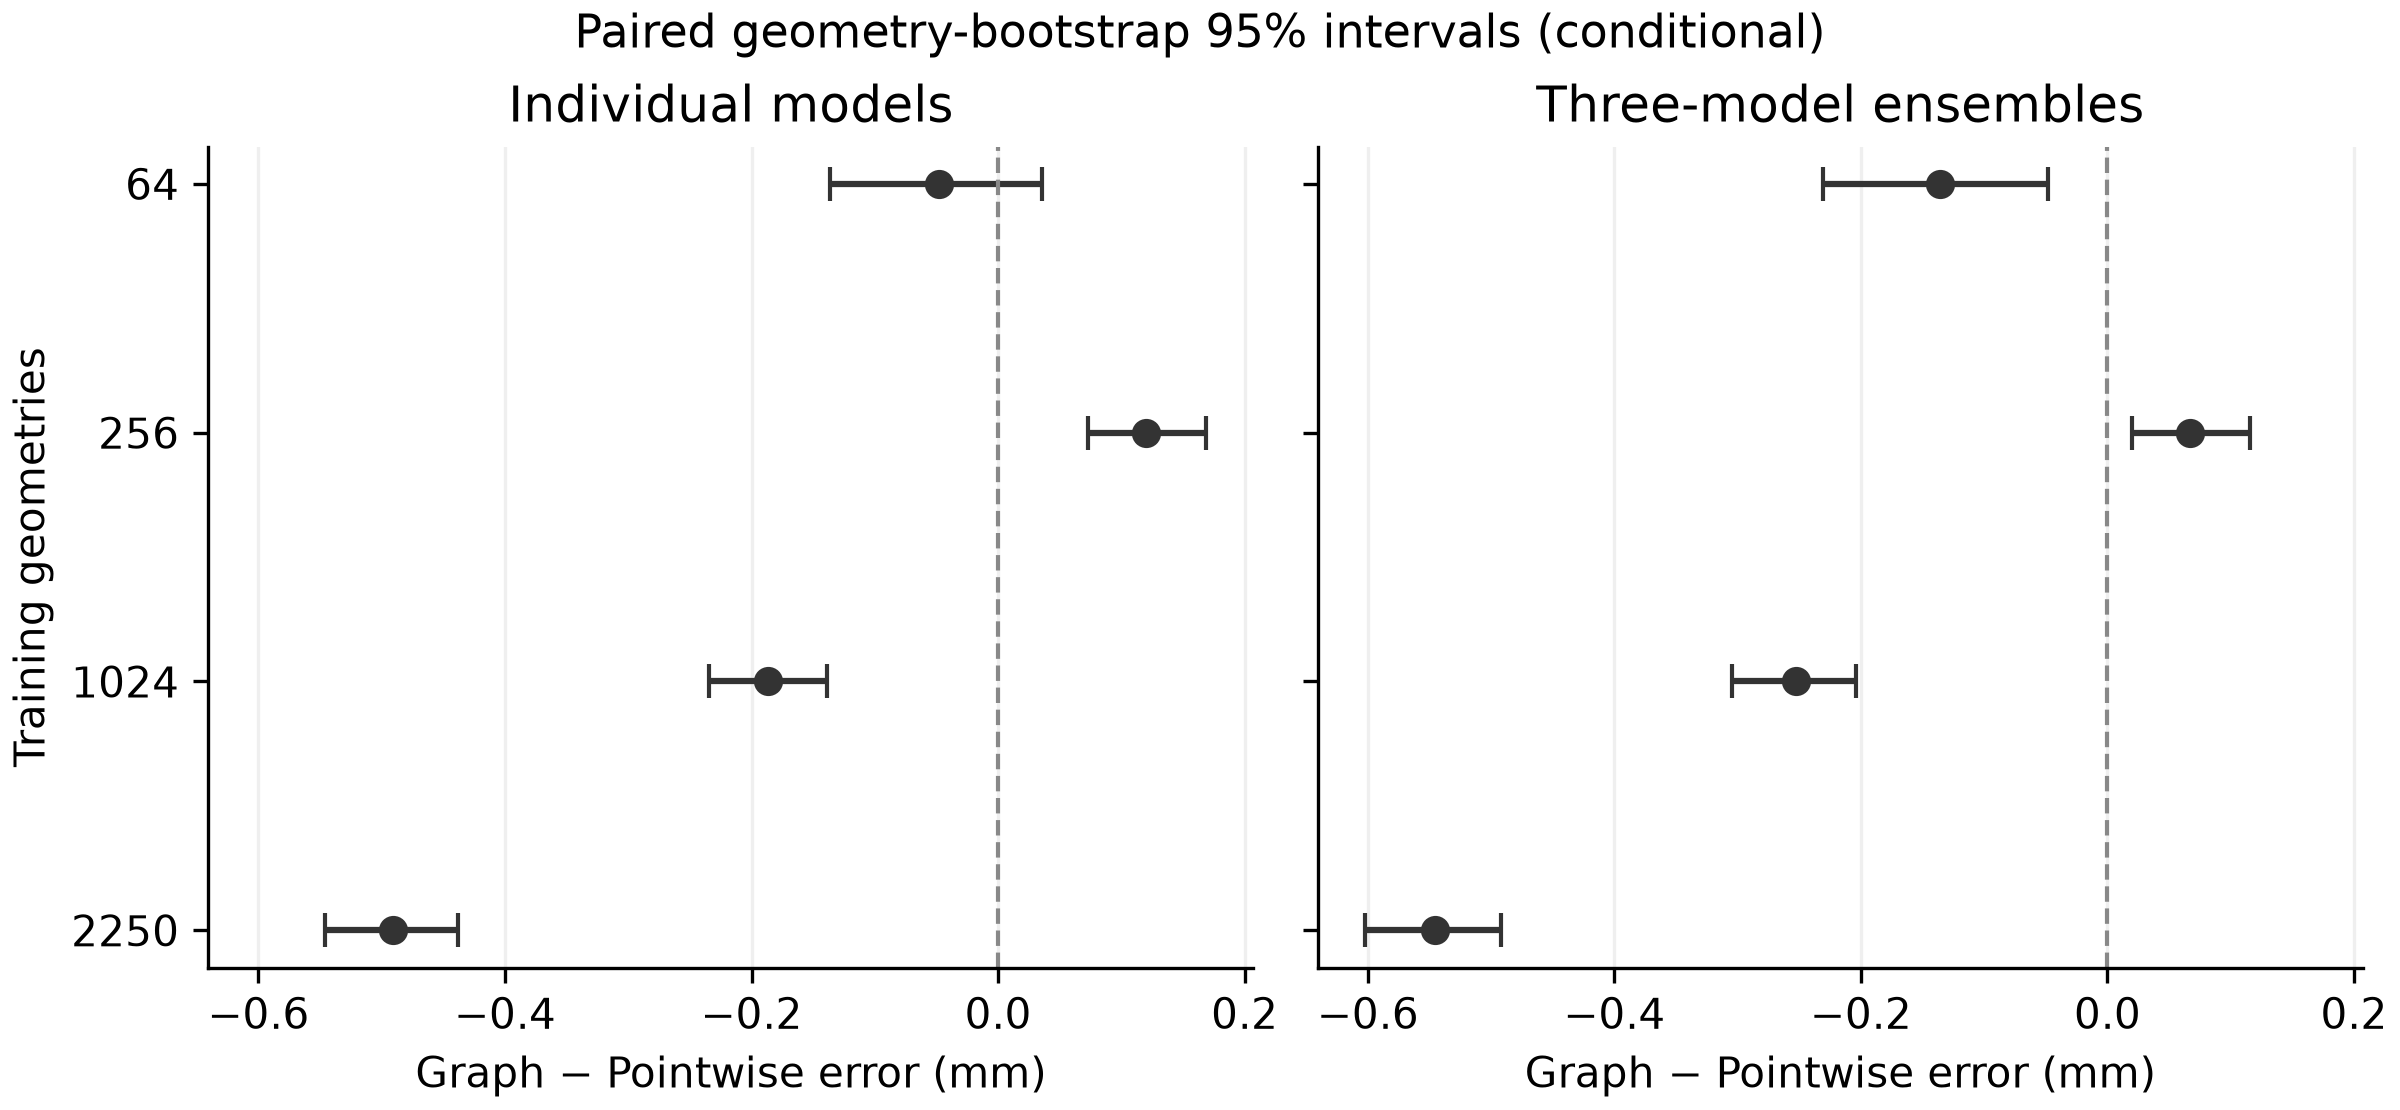 Paired geometry-bootstrap 95% intervals (conditional)
Individual models
Three-model ensembles
Training geometries
64
256
1024
2250
−0.6 −0.4 −0.2 0.0 0.2
−0.6 −0.4 −0.2 0.0 0.2
Graph − Pointwise error (mm)
Graph − Pointwise error (mm)